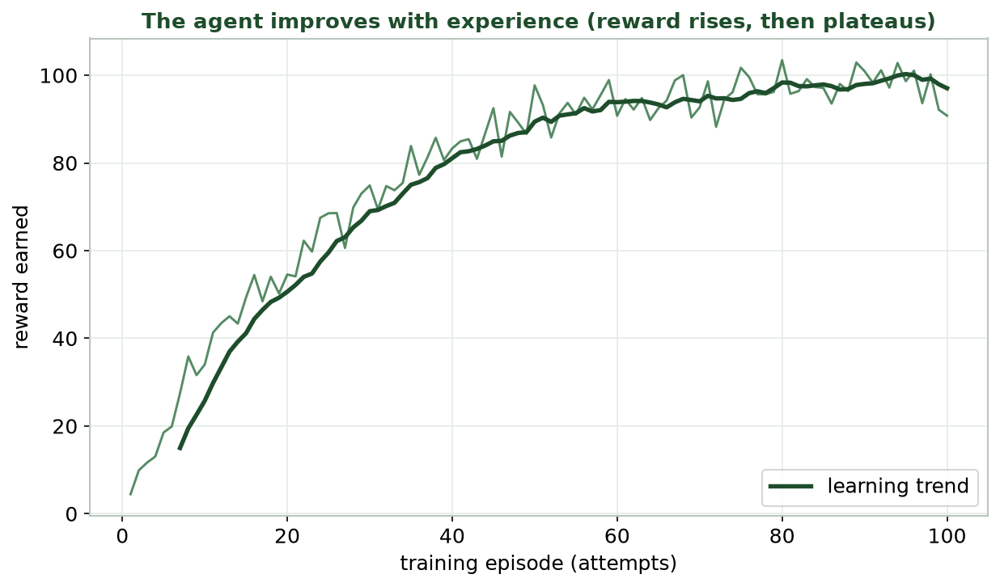 The agent improves with experience (reward rises, then plateaus)
reward earned
100
80
60
40
20
0
learning trend
0 20 40 60 80 100
training episode (attempts)